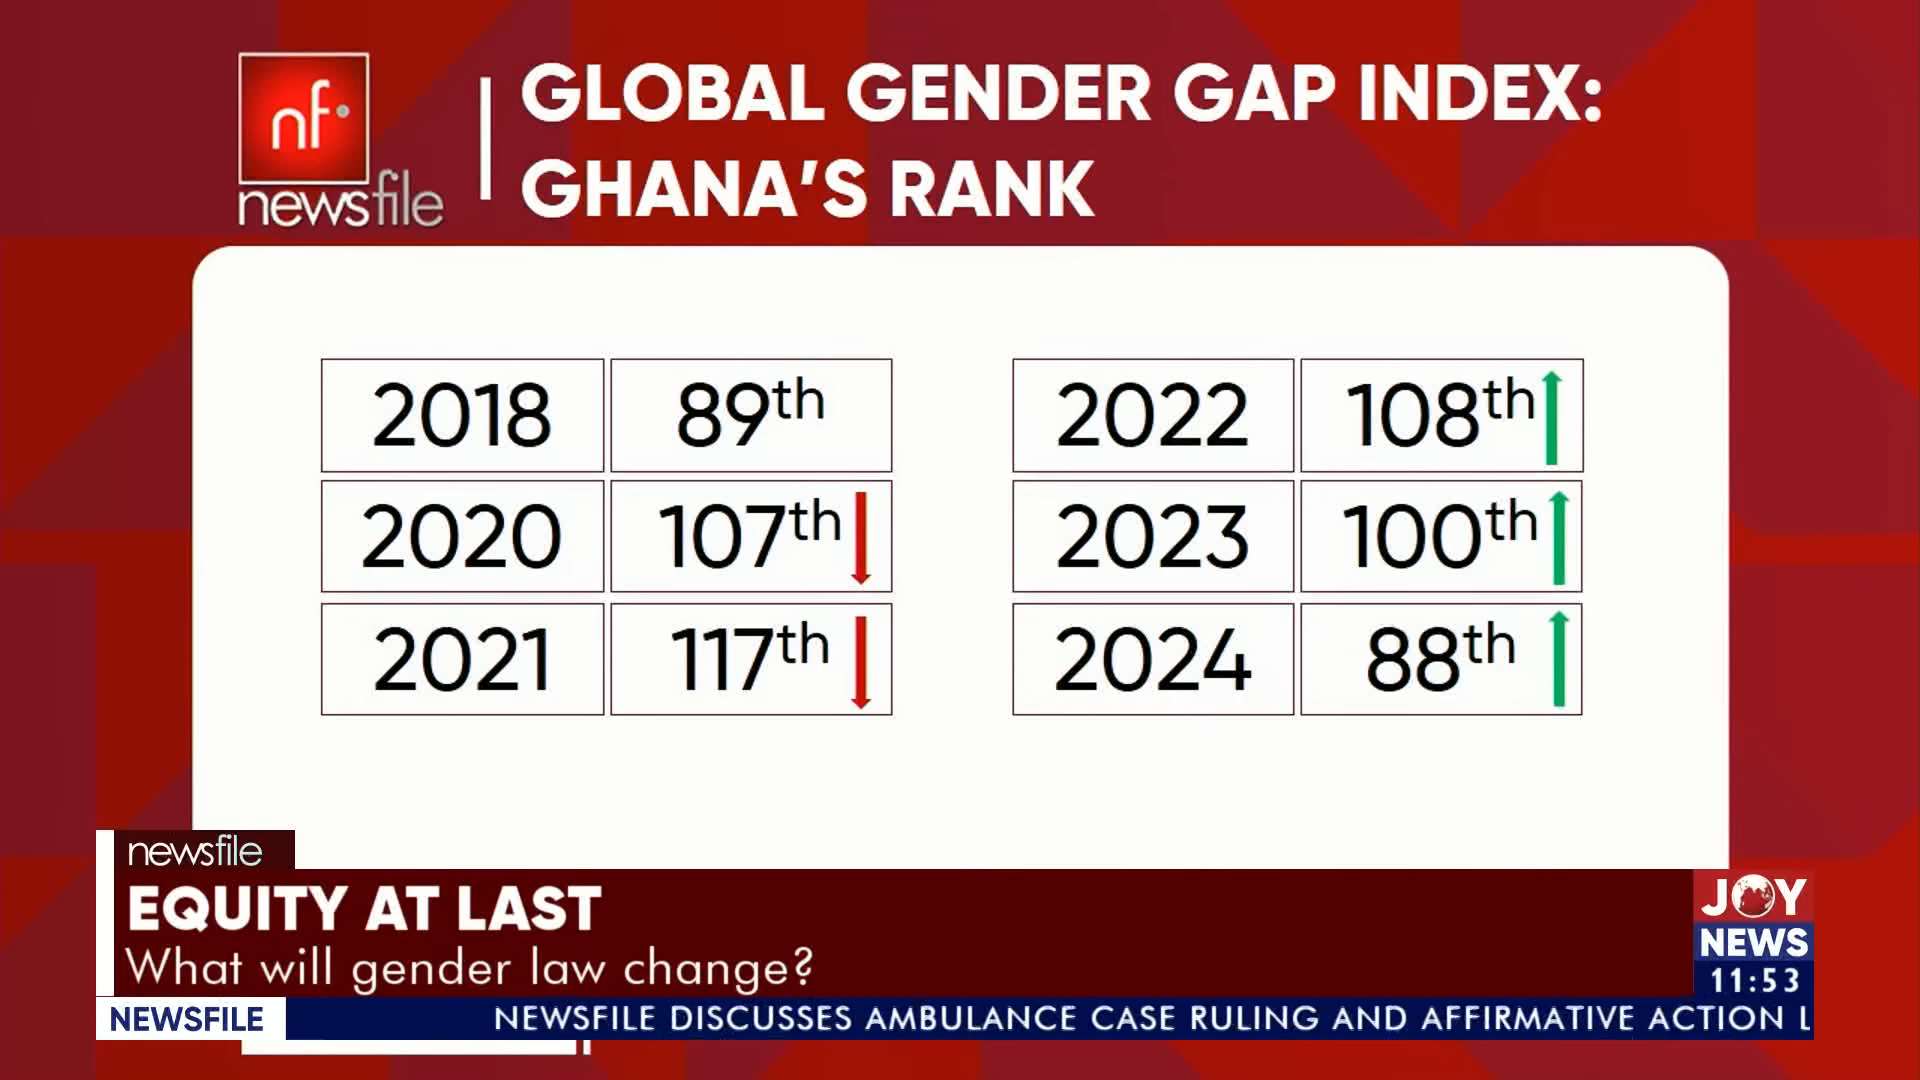 nf.
newsfile
GLOBAL GENDER GAP INDEX:
GHANA'S RANK
2018 89th
2020 107th
2021 117th
2022 108th
2023 100th
2024 88th
newsfile
EQUITY AT LAST
What will gender law change?
JOY
NEWS
11:53
NEWSFILE NEWSFILE DISCUSSES AMBULANCE CASE RULING AND AFFIRMATIVE ACTION L